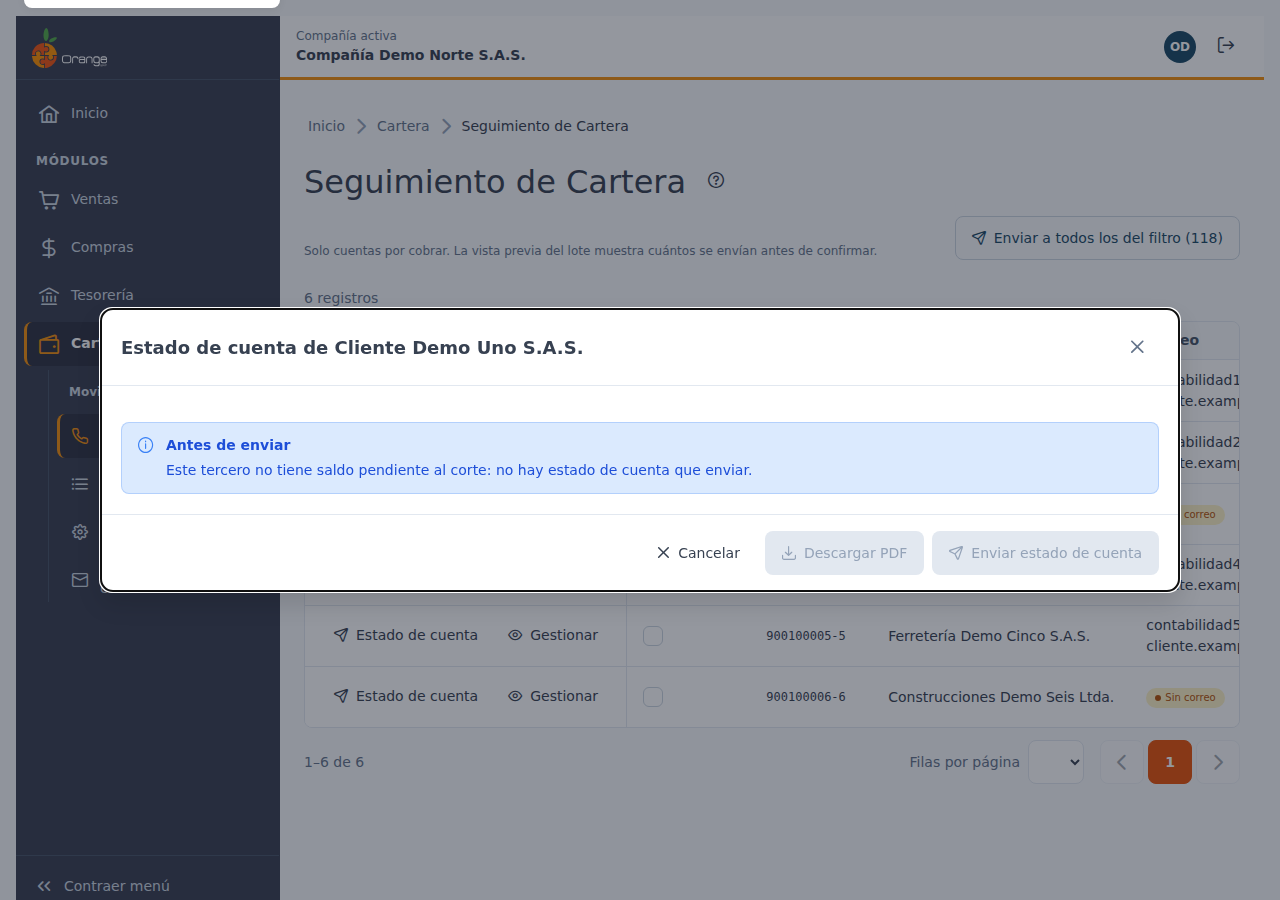 Orange
Compañía activa
Compañía Demo Norte S.A.S.
OD
Inicio
MÓDULOS
Ventas
Compras
Tesorería
Inicio
Cartera
Seguimiento de Cartera
Seguimiento de Cartera
Solo cuentas por cobrar. La vista previa del lote muestra cuántos se envían antes de confirmar.
Enviar a todos los del filtro (118)
6 registros
Estado de cuenta de Cliente Demo Uno S.A.S.
Antes de enviar
Este tercero no tiene saldo pendiente al corte: no hay estado de cuenta que enviar.
Cancelar
Descargar PDF
Enviar estado de cuenta
correo
Estado de cuenta
Gestionar
900100005-5
Ferretería Demo Cinco S.A.S.
contabilidad5
Estado de cuenta
Gestionar
900100006-6
Construcciones Demo Seis Ltda.
Sin correo
1–6 de 6
Filas por página
1
Contraer menú